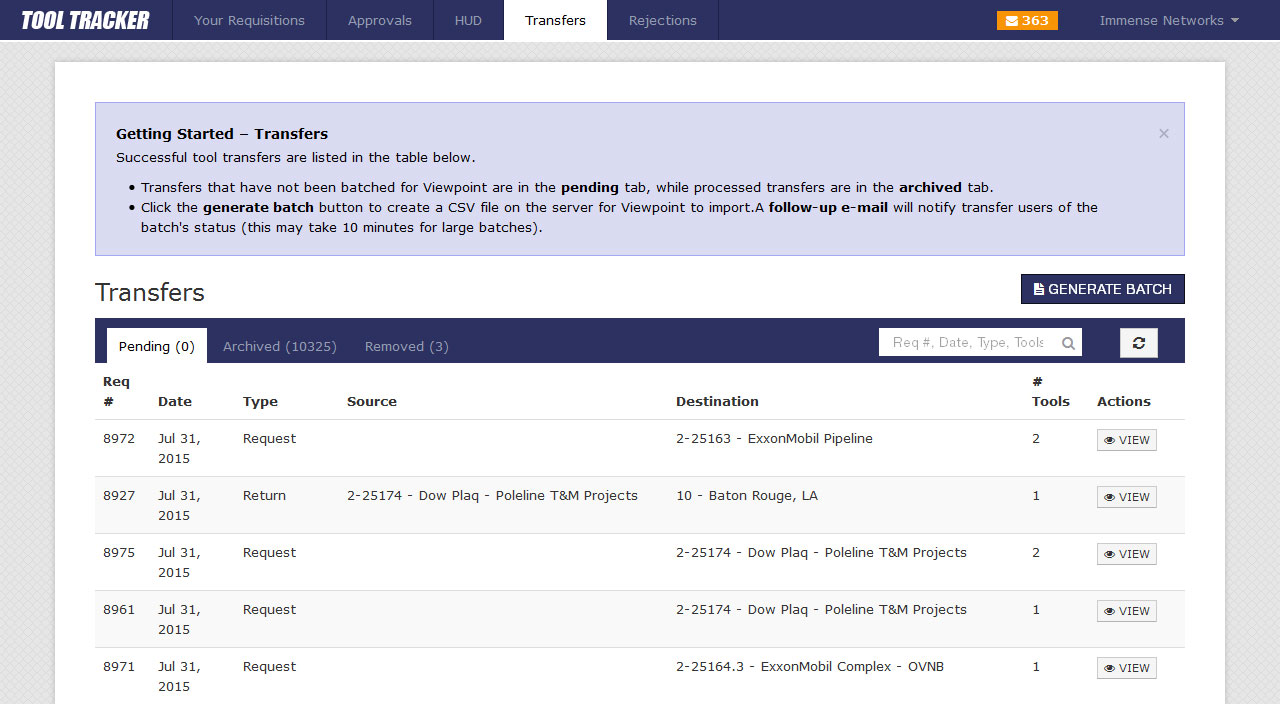 TOOL TRACKER Your Requisitions Approvals HUD Transfers Rejections 363 Immense Networks
Getting Started – Transfers ×
Successful tool transfers are listed in the table below.
• Transfers that have not been batched for Viewpoint are in the pending tab, while processed transfers are in the archived tab.
• Click the generate batch button to create a CSV file on the server for Viewpoint to import.A follow-up e-mail will notify transfer users of the
batch's status (this may take 10 minutes for large batches).
Transfers GENERATE BATCH
Pending (0) Archived (10325) Removed (3) Req #, Date, Type, Tools
Req #
Req
# Date Type Source Destination # Tools Actions
8972 Jul 31, 2015 Request 2-25163 - ExxonMobil Pipeline 2 VIEW
8927 Jul 31, 2015 Return 2-25174 - Dow Plaq - Poleline T&M Projects 10 - Baton Rouge, LA 1 VIEW
8975 Jul 31, 2015 Request 2-25174 - Dow Plaq - Poleline T&M Projects 2 VIEW
8961 Jul 31, 2015 Request 2-25174 - Dow Plaq - Poleline T&M Projects 1 VIEW
8971 Jul 31, 2015 Request 2-25164.3 - ExxonMobil Complex - OVNB 1 VIEW